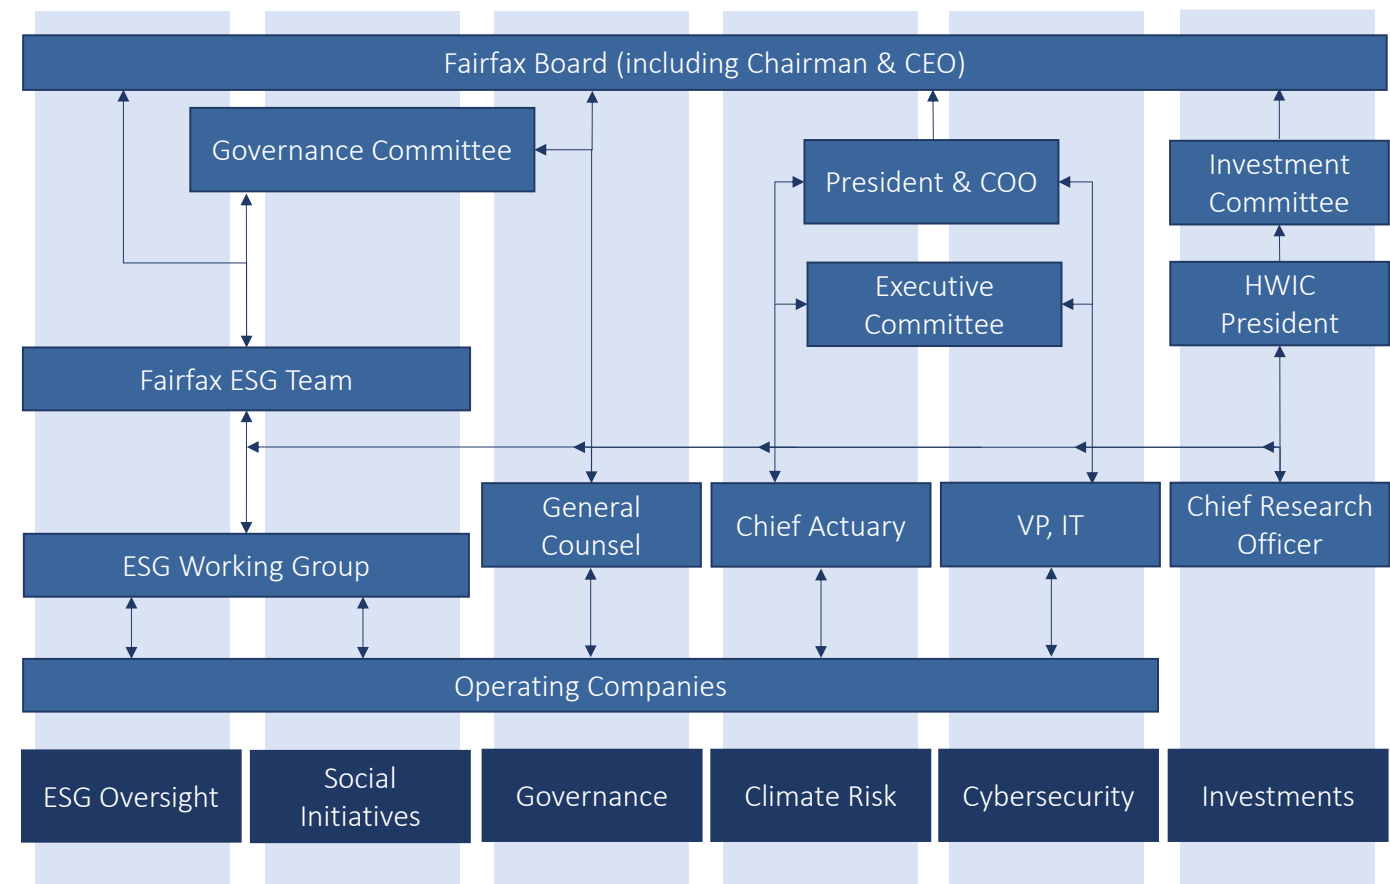 Fairfax Board (including Chairman & CEO)
Governance Committee
President & COO
Investment
Committee
Executive
Committee
HWIC
President
Fairfax ESG Team
General
Counsel
Chief Actuary
VP, IT
Chief Research
Officer
ESG Working Group
Operating Companies
ESG Oversight
Social
Initiatives
Governance
Climate Risk
Cybersecurity
Investments